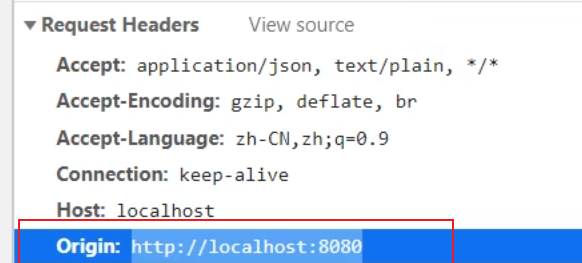 Request Headers View source
Accept: application/json, text/plain, */*
Accept-Encoding: gzip, deflate, br
Accept-Language: zh-CN,zh;q=0.9
Connection: keep-alive
Host: localhost
Origin: http://localhost:8080